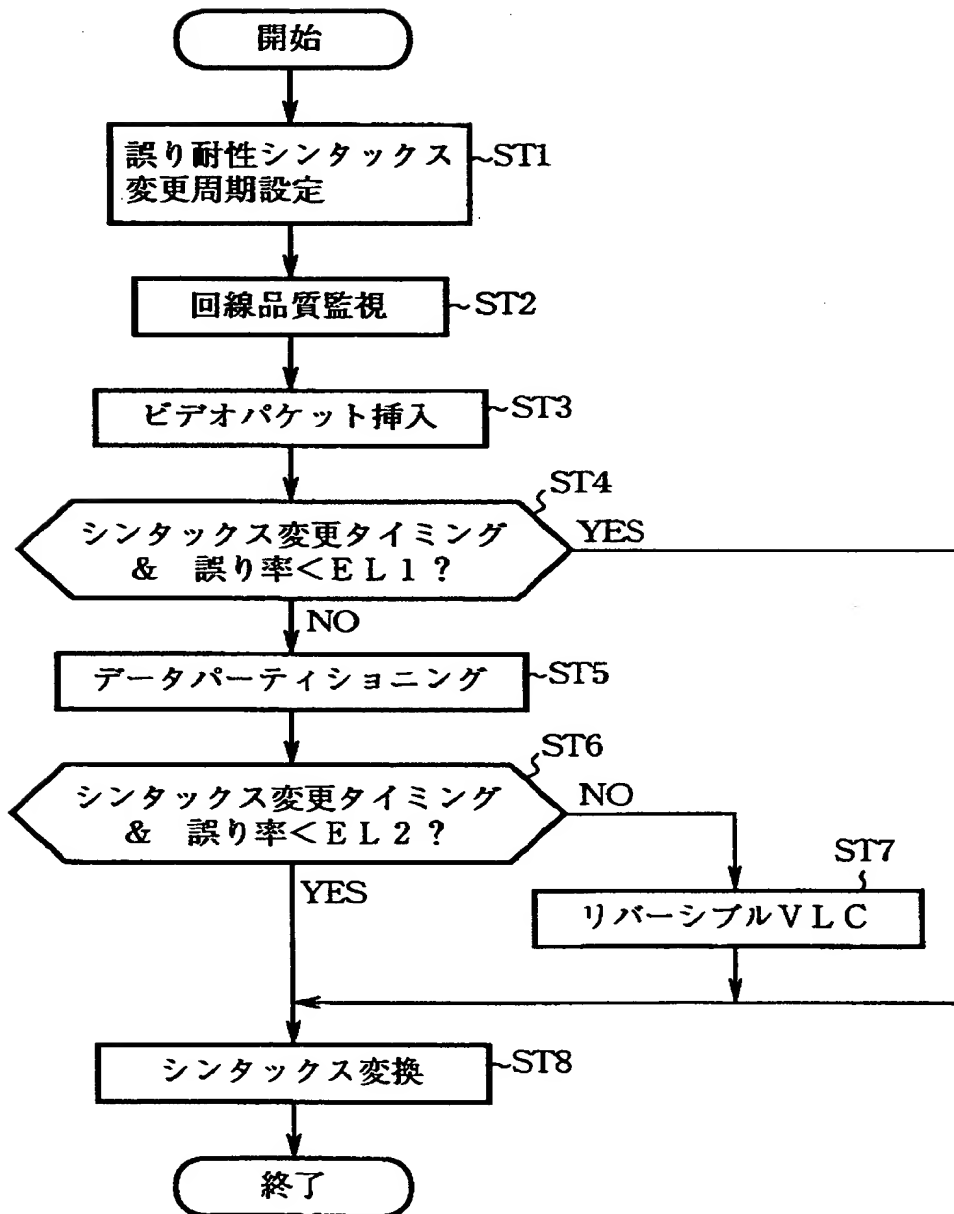 開始
誤り耐性シンタックス
変更周期設定
~ST1
回線品質監視
~ST2
ビデオパケット挿入
~ST3
ST4
シンタックス変更タイミング
& 誤り率<EL1?
YES
NO
データパーティショニング
~ST5
ST6
シンタックス変更タイミング
& 誤り率<EL2?
NO
YES
ST7
リバーシブルVLC
シンタックス変換
~ST8
終了